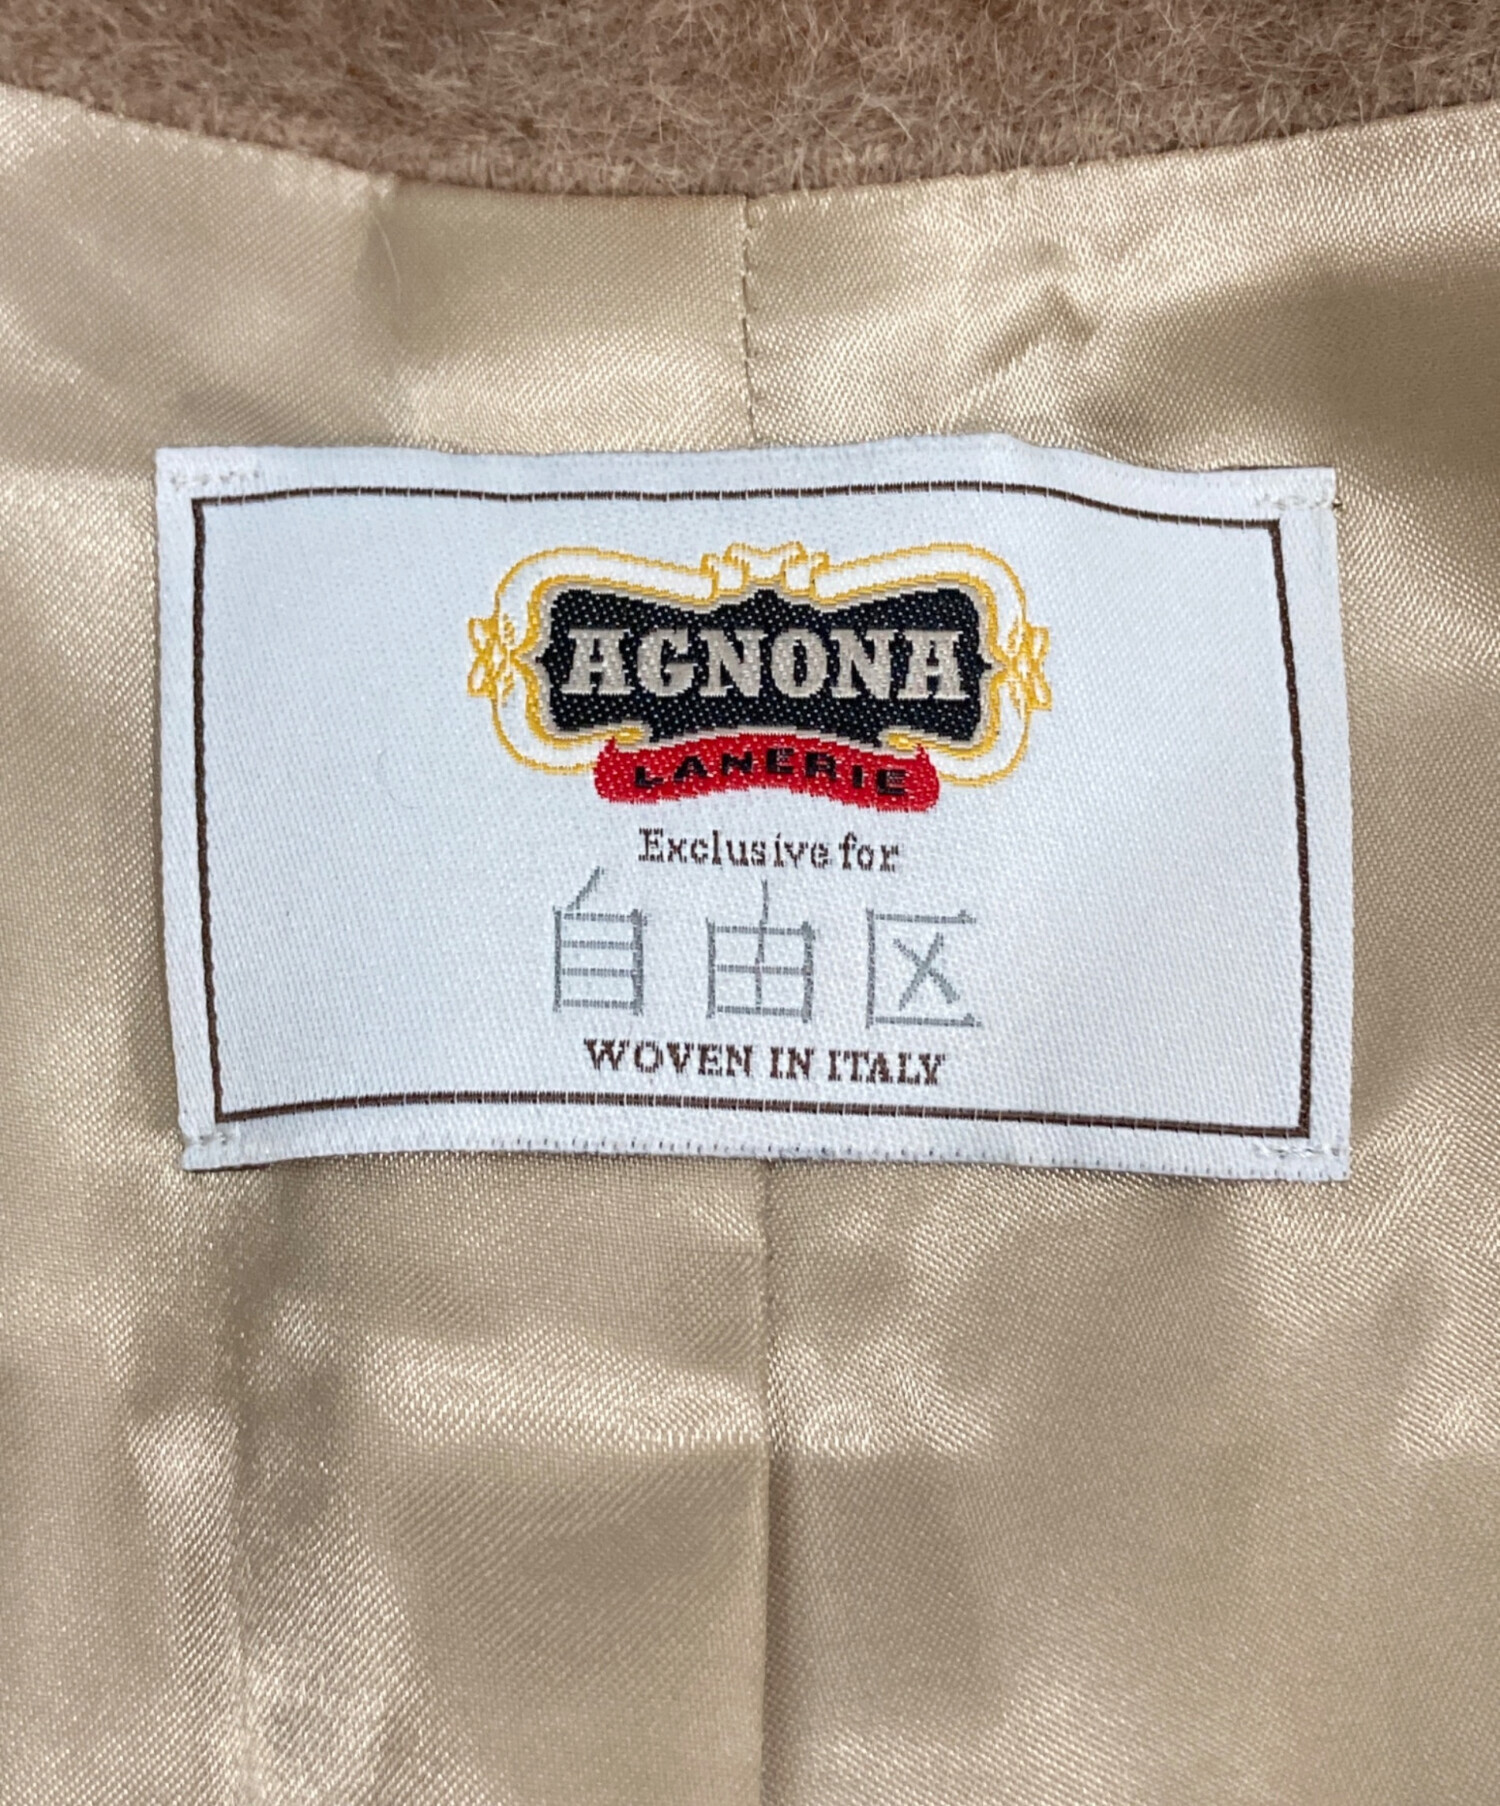 AGNONA
LANERIE
Exclusive for
自由区
WOVEN IN ITALY